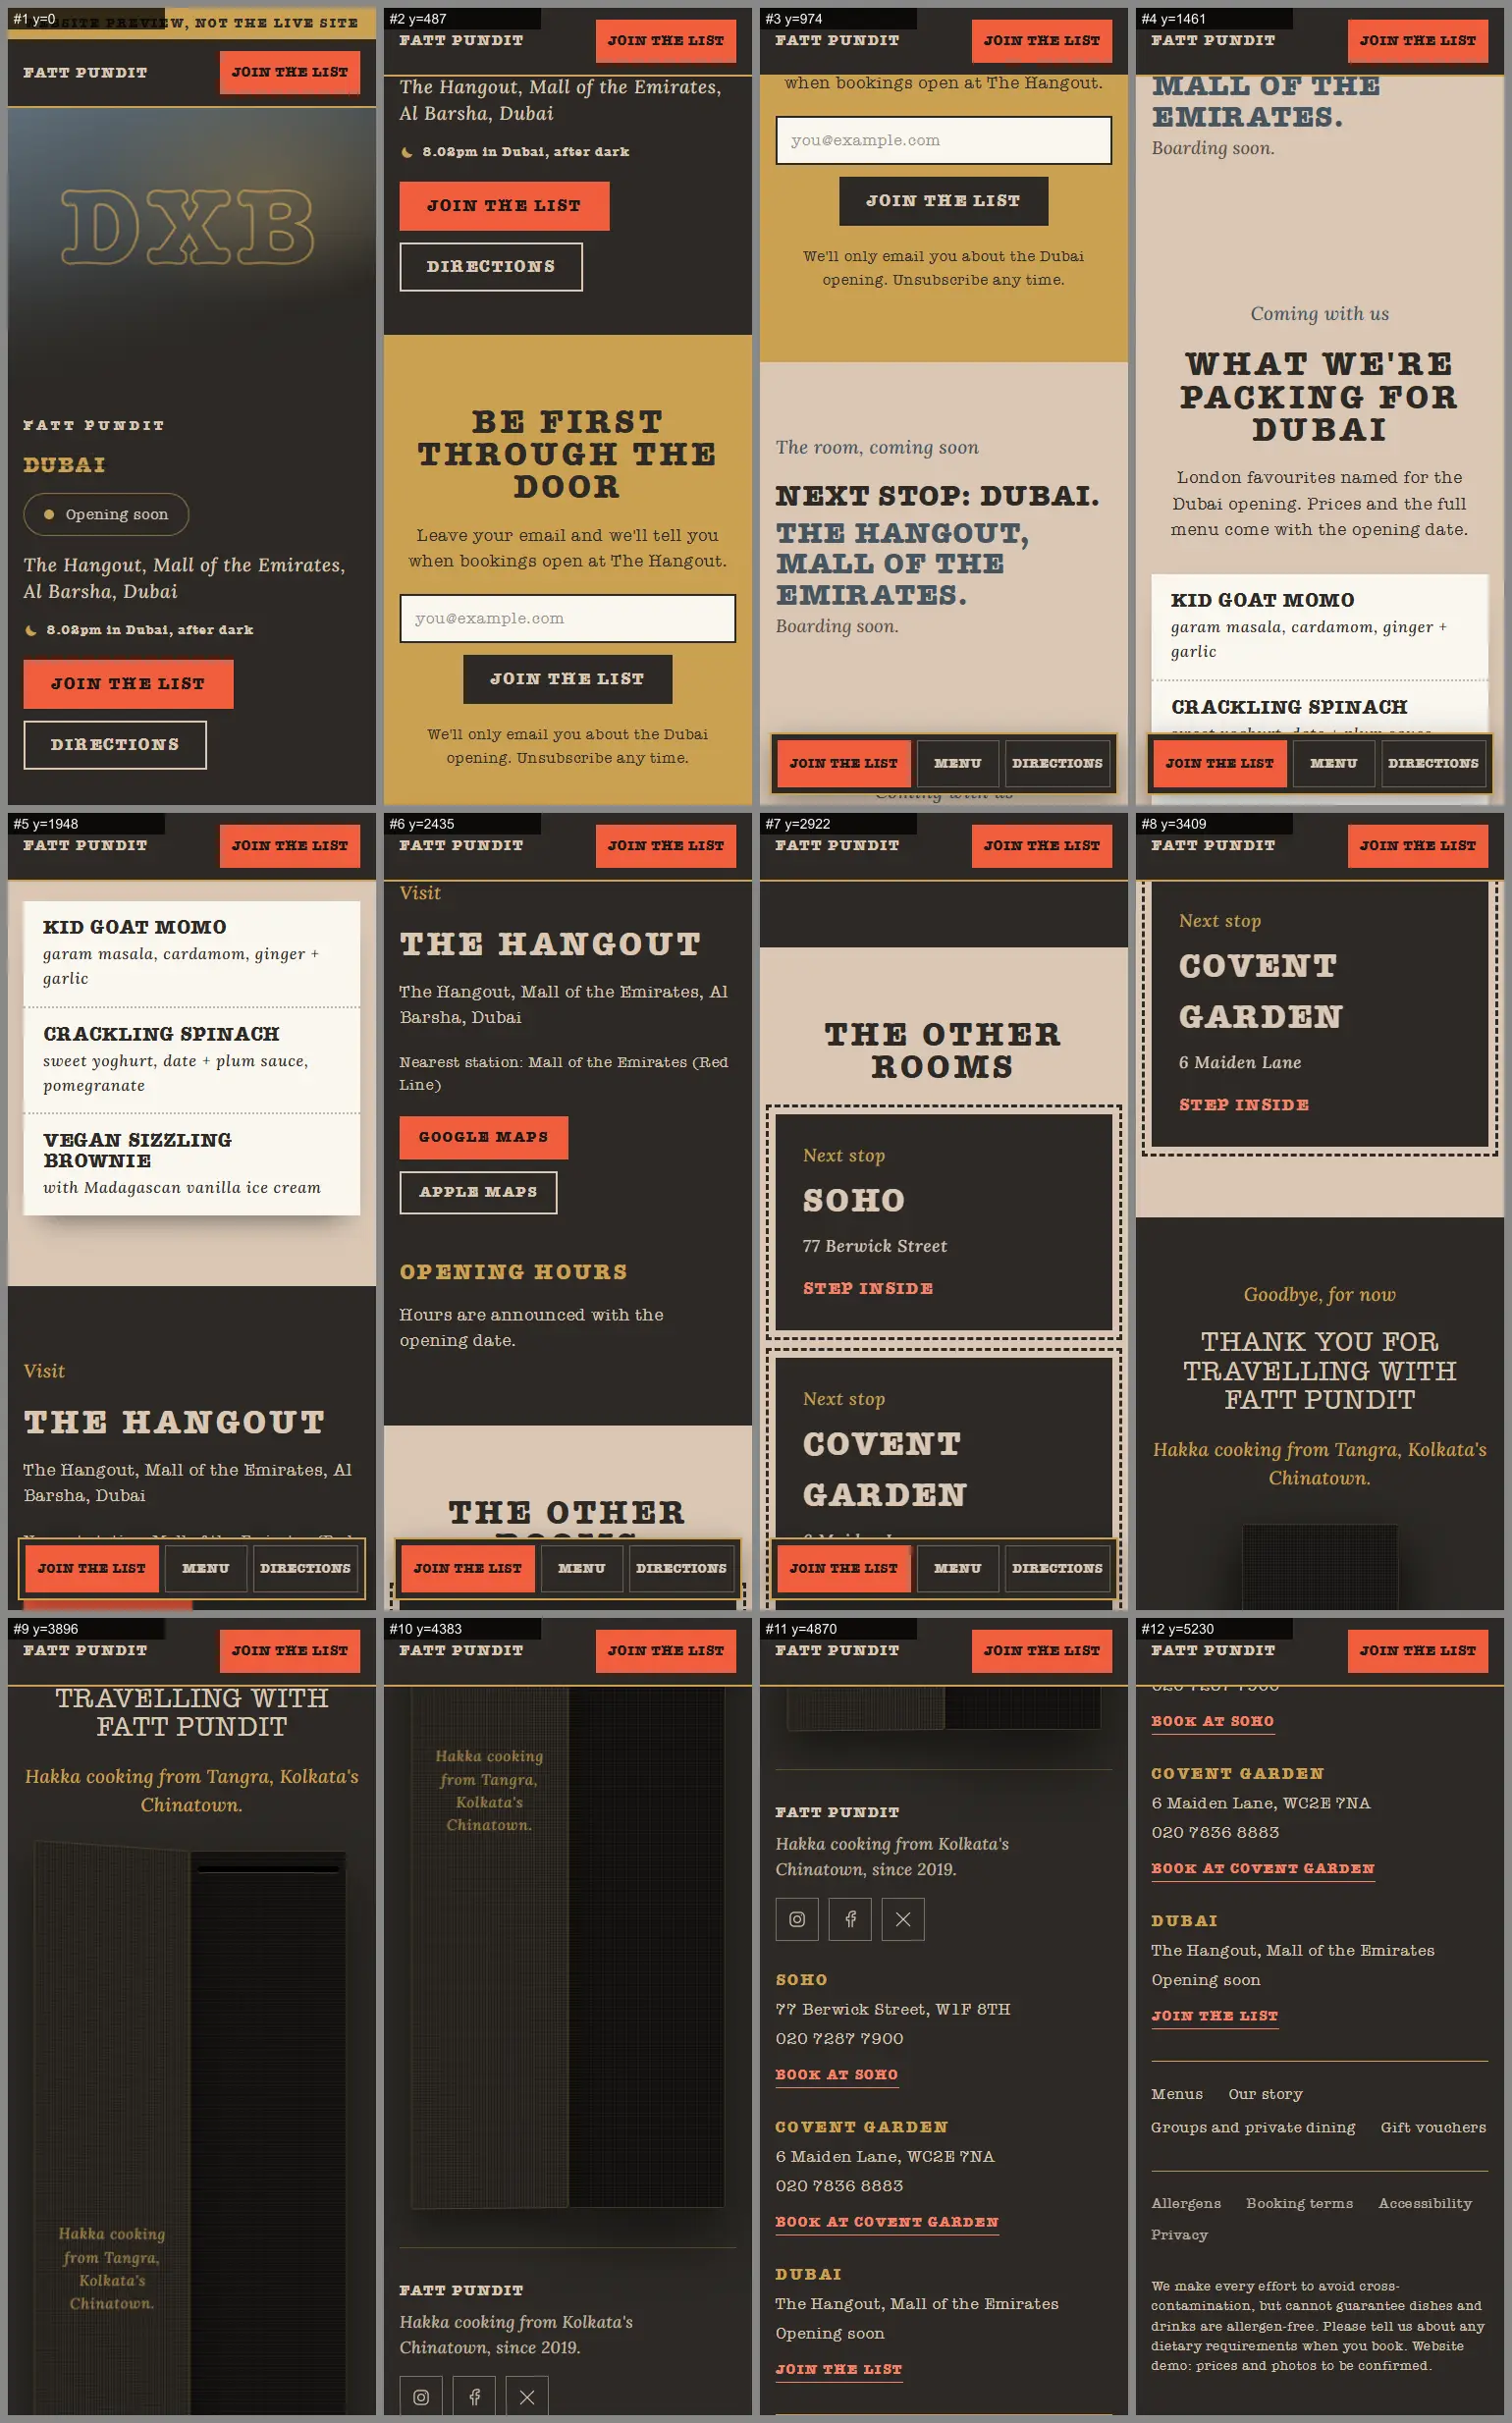 #1 y=0
W, NOT THE LIVE SITE
FATT PUNDIT
JOIN THE LIST
DXB
FATT PUNDIT
DUBAI
Opening soon
The Hangout, Mall of the Emirates,
Al Barsha, Dubai
8.02pm in Dubai, after dark
JOIN THE LIST
DIRECTIONS
#2 y=487
FATT PUNDIT
JOIN THE LIST
The Hangout, Mall of the Emirates,
Al Barsha, Dubai
8.02pm in Dubai, after dark
JOIN THE LIST
DIRECTIONS
BE FIRST
THROUGH THE
DOOR
Leave your email and we'll tell you
when bookings open at The Hangout.
you@example.com
JOIN THE LIST
We'll only email you about the Dubai
opening. Unsubscribe any time.
#3 y=974
FATT PUNDIT
JOIN THE LIST
when bookings open at The Hangout.
you@example.com
JOIN THE LIST
We'll only email you about the Dubai
opening. Unsubscribe any time.
The room, coming soon
NEXT STOP: DUBAI.
THE HANGOUT,
MALL OF THE
EMIRATES.
Boarding soon.
JOIN THE LIST
MENU
DIRECTIONS
Coming with us
#4 y=1461
FATT PUNDIT
JOIN THE LIST
MALL OF THE
EMIRATES.
Boarding soon.
Coming with us
WHAT WE'RE
PACKING FOR
DUBAI
London favourites named for the
Dubai opening. Prices and the full
menu come with the opening date.
KID GOAT MOMO
garam masala, cardamom, ginger +
garlic
CRACKLING SPINACH
JOIN THE LIST
MENU
DIRECTIONS
#5 y=1948
FATT PUNDIT
JOIN THE LIST
KID GOAT MOMO
garam masala, cardamom, ginger +
garlic
CRACKLING SPINACH
sweet yoghurt, date + plum sauce,
pomegranate
VEGAN SIZZLING
BROWNIE
with Madagascan vanilla ice cream
Visit
THE HANGOUT
The Hangout, Mall of the Emirates, Al
Barsha, Dubai
JOIN THE LIST
MENU
DIRECTIONS
#6 y=2435
FATT PUNDIT
JOIN THE LIST
Visit
THE HANGOUT
The Hangout, Mall of the Emirates, Al
Barsha, Dubai
Nearest station: Mall of the Emirates (Red
Line)
GOOGLE MAPS
APPLE MAPS
OPENING HOURS
Hours are announced with the
opening date.
THE OTHER
ROOMS
JOIN THE LIST
MENU
DIRECTIONS
#7 y=2922
FATT PUNDIT
JOIN THE LIST
THE OTHER
ROOMS
Next stop
SOHO
77 Berwick Street
STEP INSIDE
Next stop
COVENT
GARDEN
JOIN THE LIST
MENU
DIRECTIONS
#8 y=3409
FATT PUNDIT
JOIN THE LIST
Next stop
COVENT
GARDEN
6 Maiden Lane
STEP INSIDE
Goodbye, for now
THANK YOU FOR
TRAVELLING WITH
FATT PUNDIT
Hakka cooking from Tangra, Kolkata's
Chinatown.
#9 y=3896
FATT PUNDIT
JOIN THE LIST
TRAVELLING WITH
FATT PUNDIT
Hakka cooking from Tangra, Kolkata's
Chinatown.
Hakka cooking
from Tangra,
Kolkata's
Chinatown.
#10 y=4383
FATT PUNDIT
JOIN THE LIST
Hakka cooking
from Tangra,
Kolkata's
Chinatown.
FATT PUNDIT
Hakka cooking from Kolkata's
Chinatown, since 2019.
#11 y=4870
FATT PUNDIT
JOIN THE LIST
FATT PUNDIT
Hakka cooking from Kolkata's
Chinatown, since 2019.
SOHO
77 Berwick Street, W1F 8TH
020 7287 7900
BOOK AT SOHO
COVENT GARDEN
6 Maiden Lane, WC2E 7NA
020 7836 8883
BOOK AT COVENT GARDEN
DUBAI
The Hangout, Mall of the Emirates
Opening soon
JOIN THE LIST
#12 y=5230
FATT PUNDIT
JOIN THE LIST
BOOK AT SOHO
COVENT GARDEN
6 Maiden Lane, WC2E 7NA
020 7836 8883
BOOK AT COVENT GARDEN
DUBAI
The Hangout, Mall of the Emirates
Opening soon
JOIN THE LIST
Menus Our story
Groups and private dining Gift vouchers
Allergens Booking terms Accessibility
Privacy
We make every effort to avoid cross-
contamination, but cannot guarantee dishes and
drinks are allergen-free. Please tell us about any
dietary requirements when you book. Website
demo: prices and photos to be confirmed.